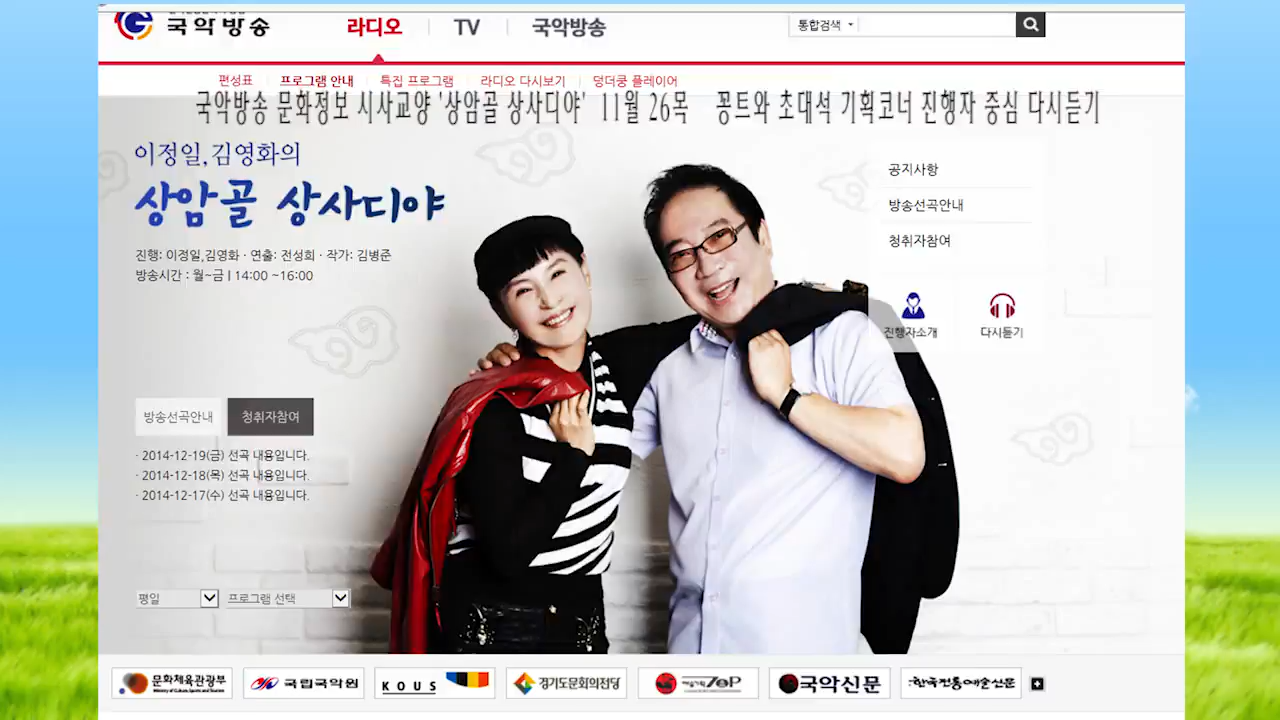 국악방송
라디오
TV
국악방송
통합검색
편성표
프로그램 안내
특집 프로그램
라디오 다시보기
덩더쿵 플레이어
국악방송 문화정보 시사교양 '상암골 상사디야' 11월 26목 꽁트와 초대석 기획코너 진행자 중심 다시듣기
이정일,김영화의
상암골 상사디야
진행: 이정일,김영화 · 연출: 전성희 · 작가: 김병준
방송시간 : 월~금 | 14:00 ~16:00
공지사항
방송선곡안내
청취자참여
진행자소개
다시듣기
방송선곡안내
청취자참여
· 2014-12-19(금) 선곡 내용입니다.
· 2014-12-18(목) 선곡 내용입니다.
· 2014-12-17(수) 선곡 내용입니다.
평일
프로그램 선택
문화체육관광부
Ministry of Culture, Sports and Tourism
국립국악원
KOUS
경기도문화의전당
예술기획 TOP
국악신문
한국전통예술신문